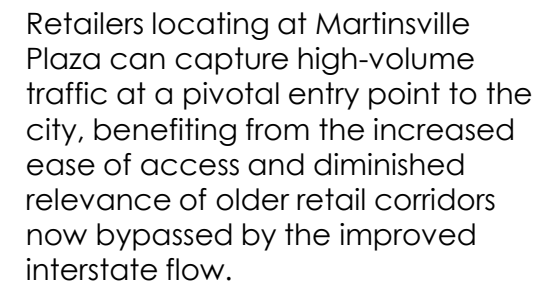 Retailers locating at Martinsville
Plaza can capture high-volume
traffic at a pivotal entry point to the
city, benefiting from the increased
ease of access and diminished
relevance of older retail corridors
now bypassed by the improved
interstate flow.